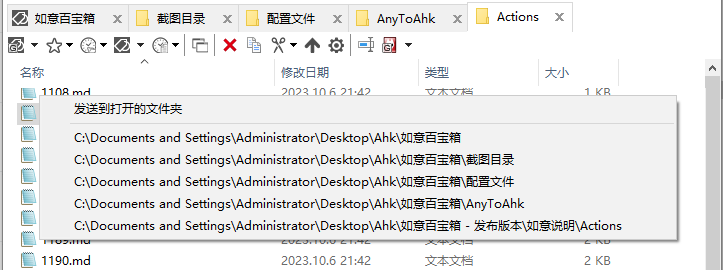 如意百宝箱 截图目录 配置文件 AnyToAhk Actions
名称 修改日期 类型 大小
1108.md 2023.10.6 21:42 文本文档 1 KB
发送到打开的文件夹
C:\Documents and Settings\Administrator\Desktop\Ahk\如意百宝箱
C:\Documents and Settings\Administrator\Desktop\Ahk\如意百宝箱\截图目录
C:\Documents and Settings\Administrator\Desktop\Ahk\如意百宝箱\配置文件
C:\Documents and Settings\Administrator\Desktop\Ahk\如意百宝箱\AnyToAhk
C:\Documents and Settings\Administrator\Desktop\Ahk\如意百宝箱 - 发布版本\如意说明\Actions
1189.md 2023.10.6 21:42 文本文档 2 KB
1190.md 2023.10.6 21:42 文本文档 2 KB